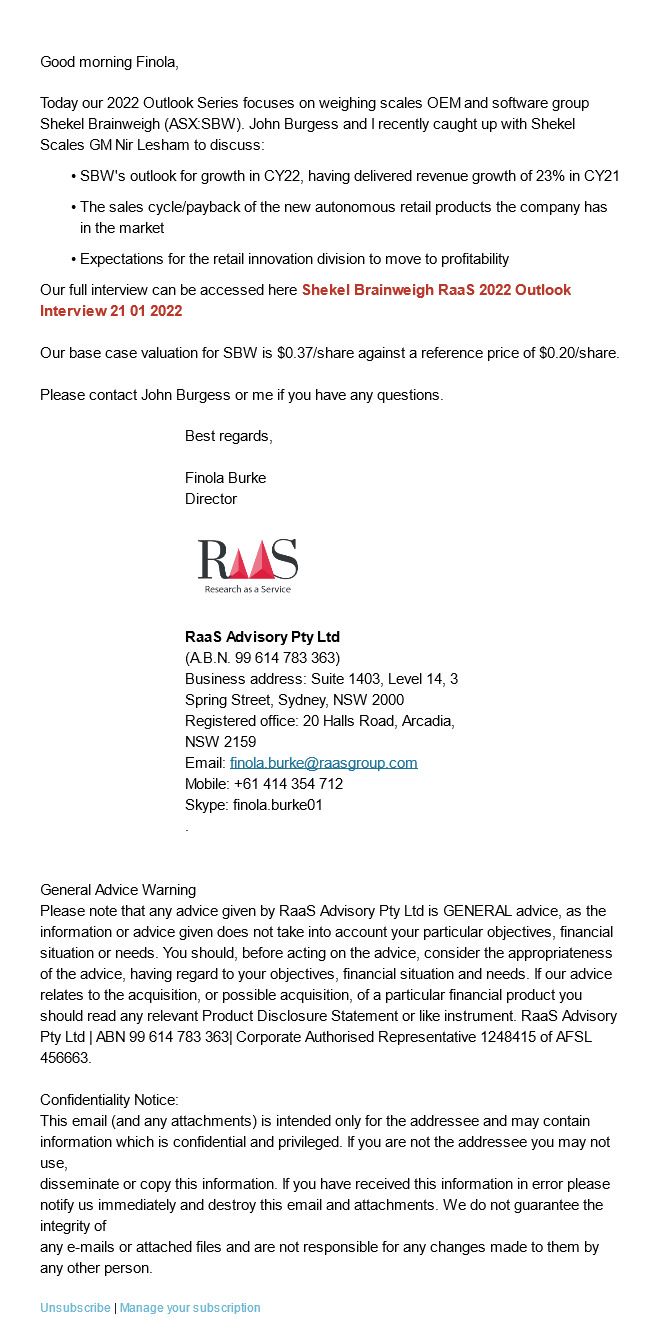 Good morning Finola,
Today our 2022 Outlook Series focuses on weighing scales OEM and software group
Shekel Brainweigh (ASX:SBW). John Burgess and I recently caught up with Shekel
Scales GM Nir Lesham to discuss:
• SBW's outlook for growth in CY22, having delivered revenue growth of 23% in CY21
• The sales cycle/payback of the new autonomous retail products the company has
in the market
• Expectations for the retail innovation division to move to profitability
Our full interview can be accessed here Shekel Brainweigh RaaS 2022 Outlook
Interview 21 01 2022
Our base case valuation for SBW is $0.37/share against a reference price of $0.20/share.
Please contact John Burgess or me if you have any questions.
Best regards,
Finola Burke
Director
RaaS
Research as a Service
RaaS Advisory Pty Ltd
(A.B.N. 99 614 783 363)
Business address: Suite 1403, Level 14, 3
Spring Street, Sydney, NSW 2000
Registered office: 20 Halls Road, Arcadia,
NSW 2159
Email: finola.burke@raasgroup.com
Mobile: +61 414 354 712
Skype: finola.burke01
.
General Advice Warning
Please note that any advice given by RaaS Advisory Pty Ltd is GENERAL advice, as the
information or advice given does not take into account your particular objectives, financial
situation or needs. You should, before acting on the advice, consider the appropriateness
of the advice, having regard to your objectives, financial situation and needs. If our advice
relates to the acquisition, or possible acquisition, of a particular financial product you
should read any relevant Product Disclosure Statement or like instrument. RaaS Advisory
Pty Ltd | ABN 99 614 783 363| Corporate Authorised Representative 1248415 of AFSL
456663.
Confidentiality Notice:
This email (and any attachments) is intended only for the addressee and may contain
information which is confidential and privileged. If you are not the addressee you may not
use,
disseminate or copy this information. If you have received this information in error please
notify us immediately and destroy this email and attachments. We do not guarantee the
integrity of
any e-mails or attached files and are not responsible for any changes made to them by
any other person.
Unsubscribe | Manage your subscription